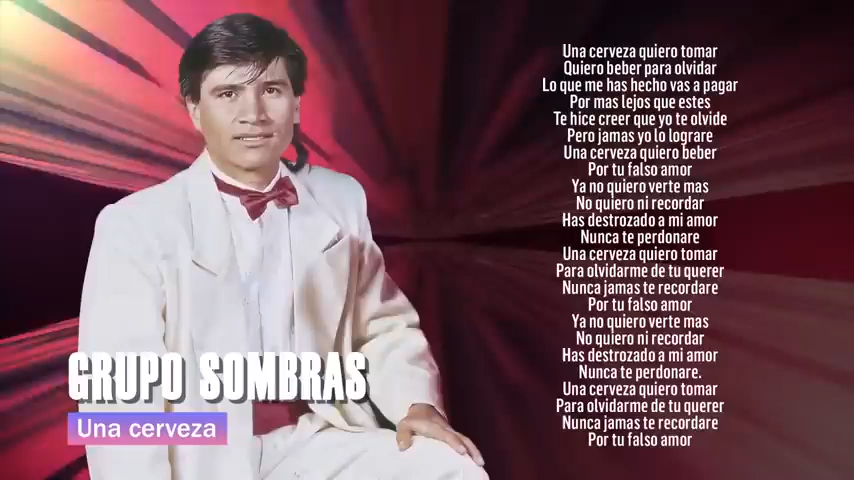 GRUPO SOMBRAS
Una cerveza
Una cerveza quiero tomar
Quiero beber para olvidar
Lo que me has hecho vas a pagar
Por mas lejos que estes
Te hice creer que yo te olvide
Pero jamas yo lo lograre
Una cerveza quiero beber
Por tu falso amor
Ya no quiero verte mas
No quiero ni recordar
Has destrozado a mi amor
Nunca te perdonare
Una cerveza quiero tomar
Para olvidarme de tu querer
Nunca jamas te recordare
Por tu falso amor
Ya no quiero verte mas
No quiero ni recordar
Has destrozado a mi amor
Nunca te perdonare.
Una cerveza quiero tomar
Para olvidarme de tu querer
Nunca jamas te recordare
Por tu falso amor